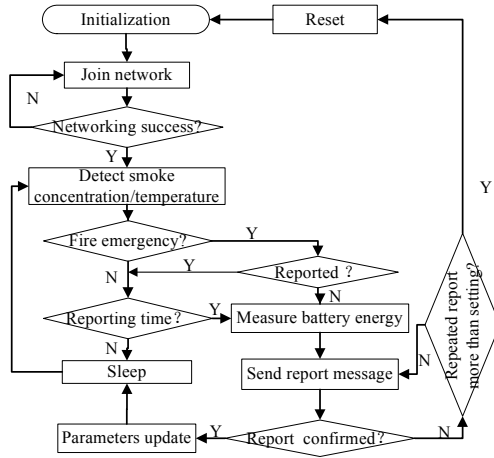 Initialization
Reset
Join network
N
Networking success?
Y
Detect smoke
concentration/temperature
Y
Fire emergency?
Y
Y
Reported ?
N
N
Reporting time?
Y
Measure battery energy
Repeated report
more than setting?
N
Sleep
Send report message
N
Parameters update
Y
Report confirmed?
N